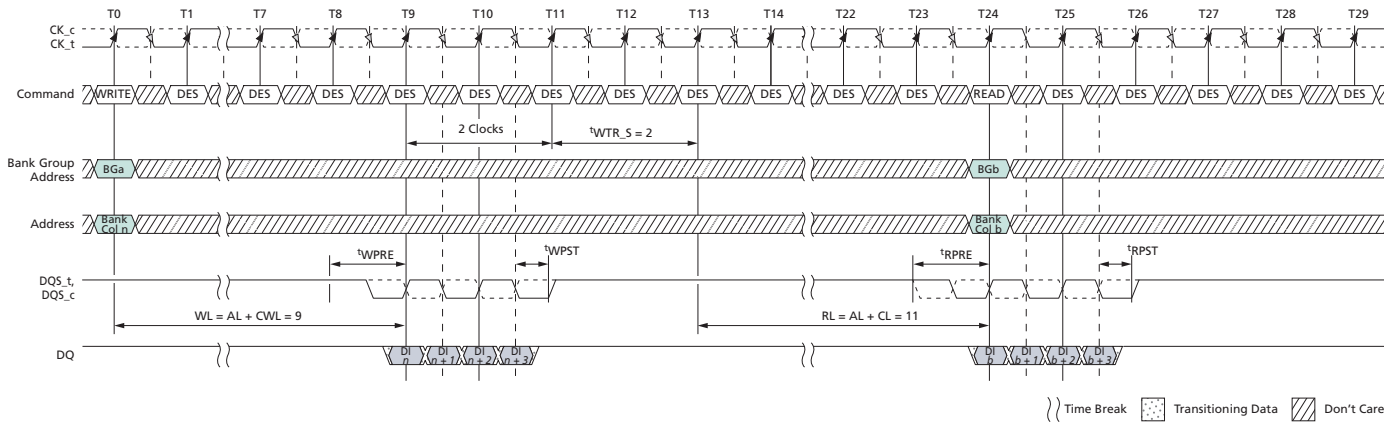 T0 T1 T7 T8 T9 T10 T11 T12 T13 T14 T22 T23 T24 T25 T26 T27 T28 T29
CK_c
CK_t
Command WRITE DES DES DES DES DES DES DES DES DES DES DES READ DES DES DES DES DES
2 Clocks tWTR_S = 2
Bank Group
Address
BGa BGb
Address
Bank
Col n
Bank
Col b
tWPRE tWPST tRPRE tRPST
DQS_t,
DQS_c
WL = AL + CWL = 9 RL = AL + CL = 11
DQ
DI
n
DI
n + 1
DI
n + 2
DI
n + 3
DI
b
DI
b + 1
DI
b + 2
DI
b + 3
Time Break Transitioning Data Don't Care